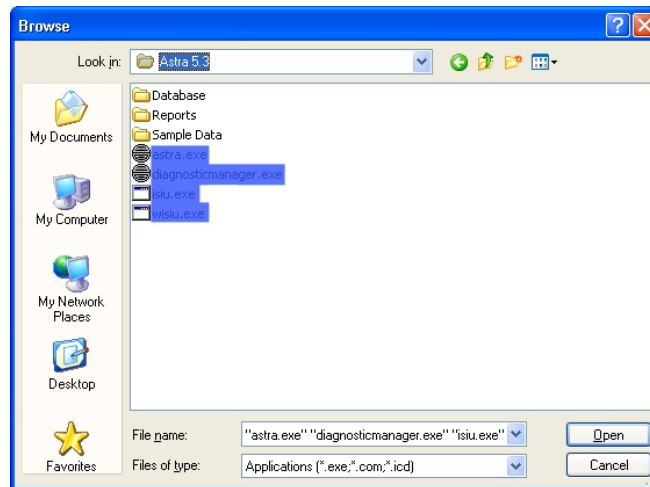 Browse
Look in: Astra 5.3
My Documents
My Computer
My Network
Places
Desktop
Favorites
Database
Reports
Sample Data
astra.exe
diagnosticmanager.exe
isiu.exe
wisiu.exe
File name: "astra.exe" "diagnosticmanager.exe" "isiu.exe"
Open
Files of type: Applications (*.exe;*.com;*.icd)
Cancel